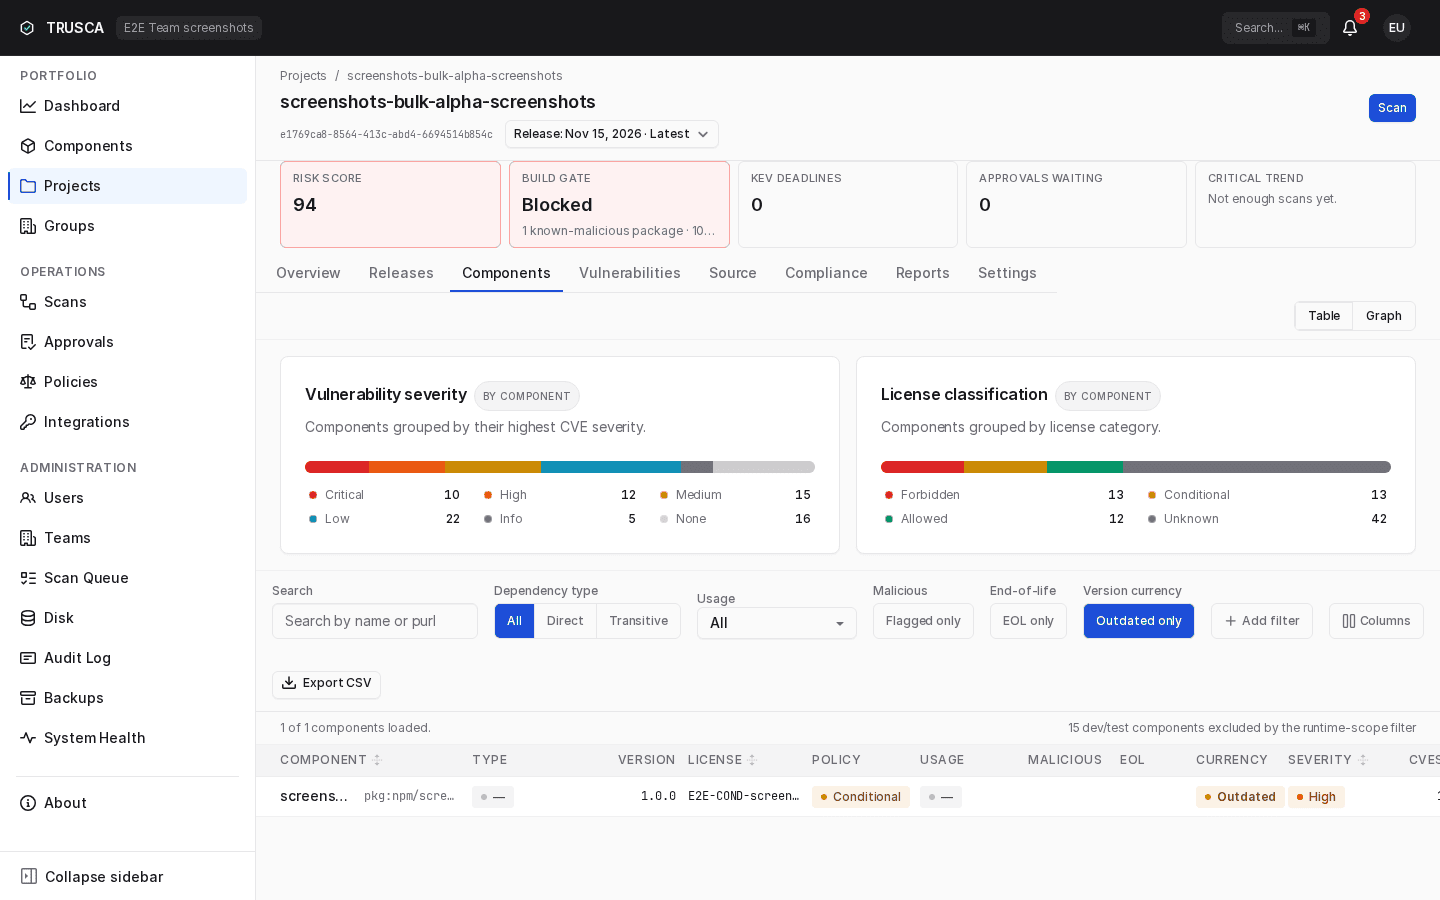 TRUSCA
E2E Team screenshots
Search... ⌘K
3
EU
PORTFOLIO
Dashboard
Components
Projects
Groups
OPERATIONS
Scans
Approvals
Policies
Integrations
ADMINISTRATION
Users
Teams
Scan Queue
Disk
Audit Log
Backups
System Health
About
Collapse sidebar
Projects / screenshots-bulk-alpha-screenshots
screenshots-bulk-alpha-screenshots
e1769ca8-8564-413c-abd4-6694514b854c
Release: Nov 15, 2026 · Latest
Scan
RISK SCORE
94
BUILD GATE
Blocked
1 known-malicious package · 10…
KEV DEADLINES
0
APPROVALS WAITING
0
CRITICAL TREND
Not enough scans yet.
Overview Releases Components Vulnerabilities Source Compliance Reports Settings
Table Graph
Vulnerability severity BY COMPONENT
Components grouped by their highest CVE severity.
Critical 10 High 12 Medium 15
Low 22 Info 5 None 16
License classification BY COMPONENT
Components grouped by license category.
Forbidden 13 Conditional 13
Allowed 12 Unknown 42
Search
Search by name or purl
Dependency type
All Direct Transitive
Usage
All
Malicious
Flagged only
End-of-life
EOL only
Version currency
Outdated only
Add filter
Columns
Export CSV
1 of 1 components loaded.
15 dev/test components excluded by the runtime-scope filter
COMPONENT TYPE VERSION LICENSE POLICY USAGE MALICIOUS EOL CURRENCY SEVERITY CVES
screens… pkg:npm/scre… — 1.0.0 E2E-COND-screen… Conditional — Outdated High